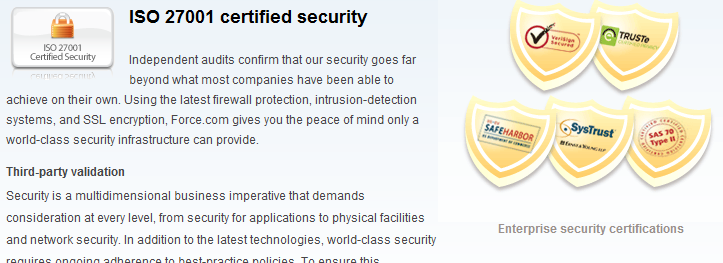 ISO 27001 certified security
ISO 27001
Certified Security
Independent audits confirm that our security goes far
beyond what most companies have been able to
achieve on their own. Using the latest firewall protection, intrusion-detection
systems, and SSL encryption, Force.com gives you the peace of mind only a
world-class security infrastructure can provide.
Third-party validation
Security is a multidimensional business imperative that demands
consideration at every level, from security for applications to physical facilities
and network security. In addition to the latest technologies, world-class security
requires ongoing adherence to best-practice policies. To ensure this
VeriSign
Secured
TRUSTe
SAFEHARBOR
SysTrust
ERNST & YOUNG LLP
SAS 70
Type II
Enterprise security certifications